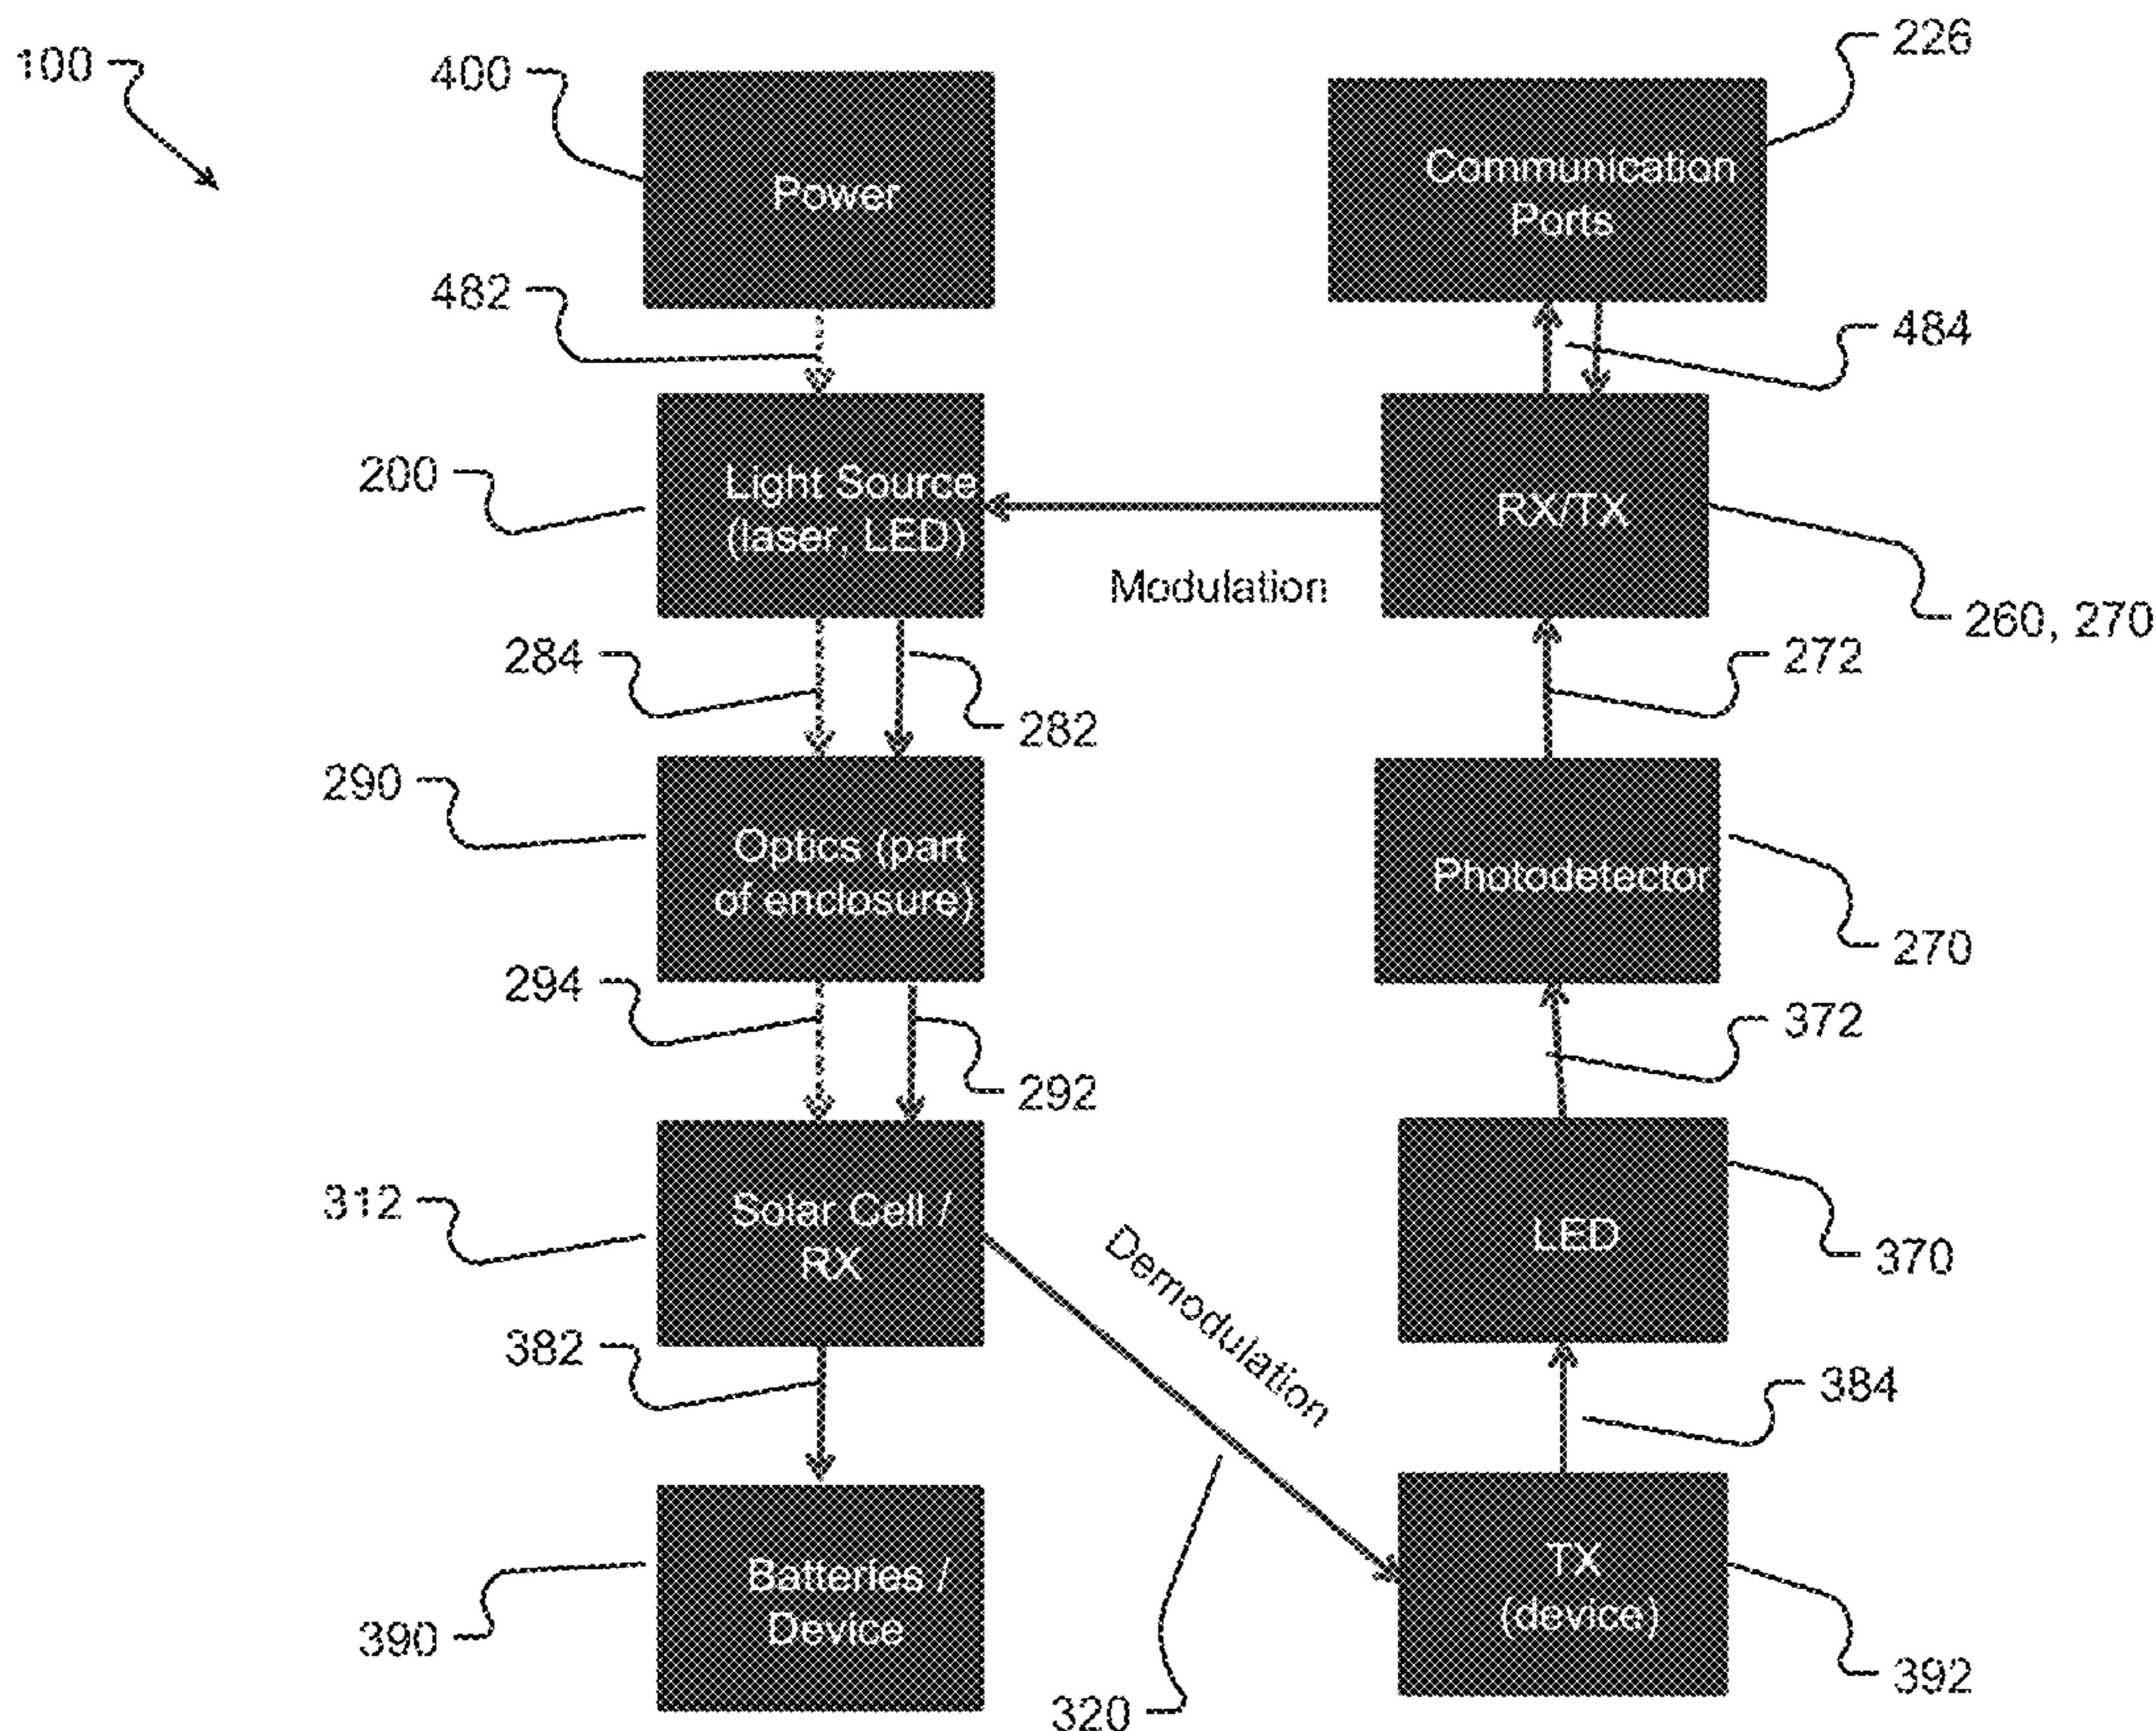 100
400
Power
226
Communication
Ports
482
484
200
Light Source
(laser, LED)
RX/TX
Modulation
260, 270
284
282
272
290
Optics (part
of enclosure)
Photodetector
270
294
292
372
312
Solar Cell /
RX
Demodulation
LED
370
382
384
390
Batteries /
Device
TX
(device)
392
320